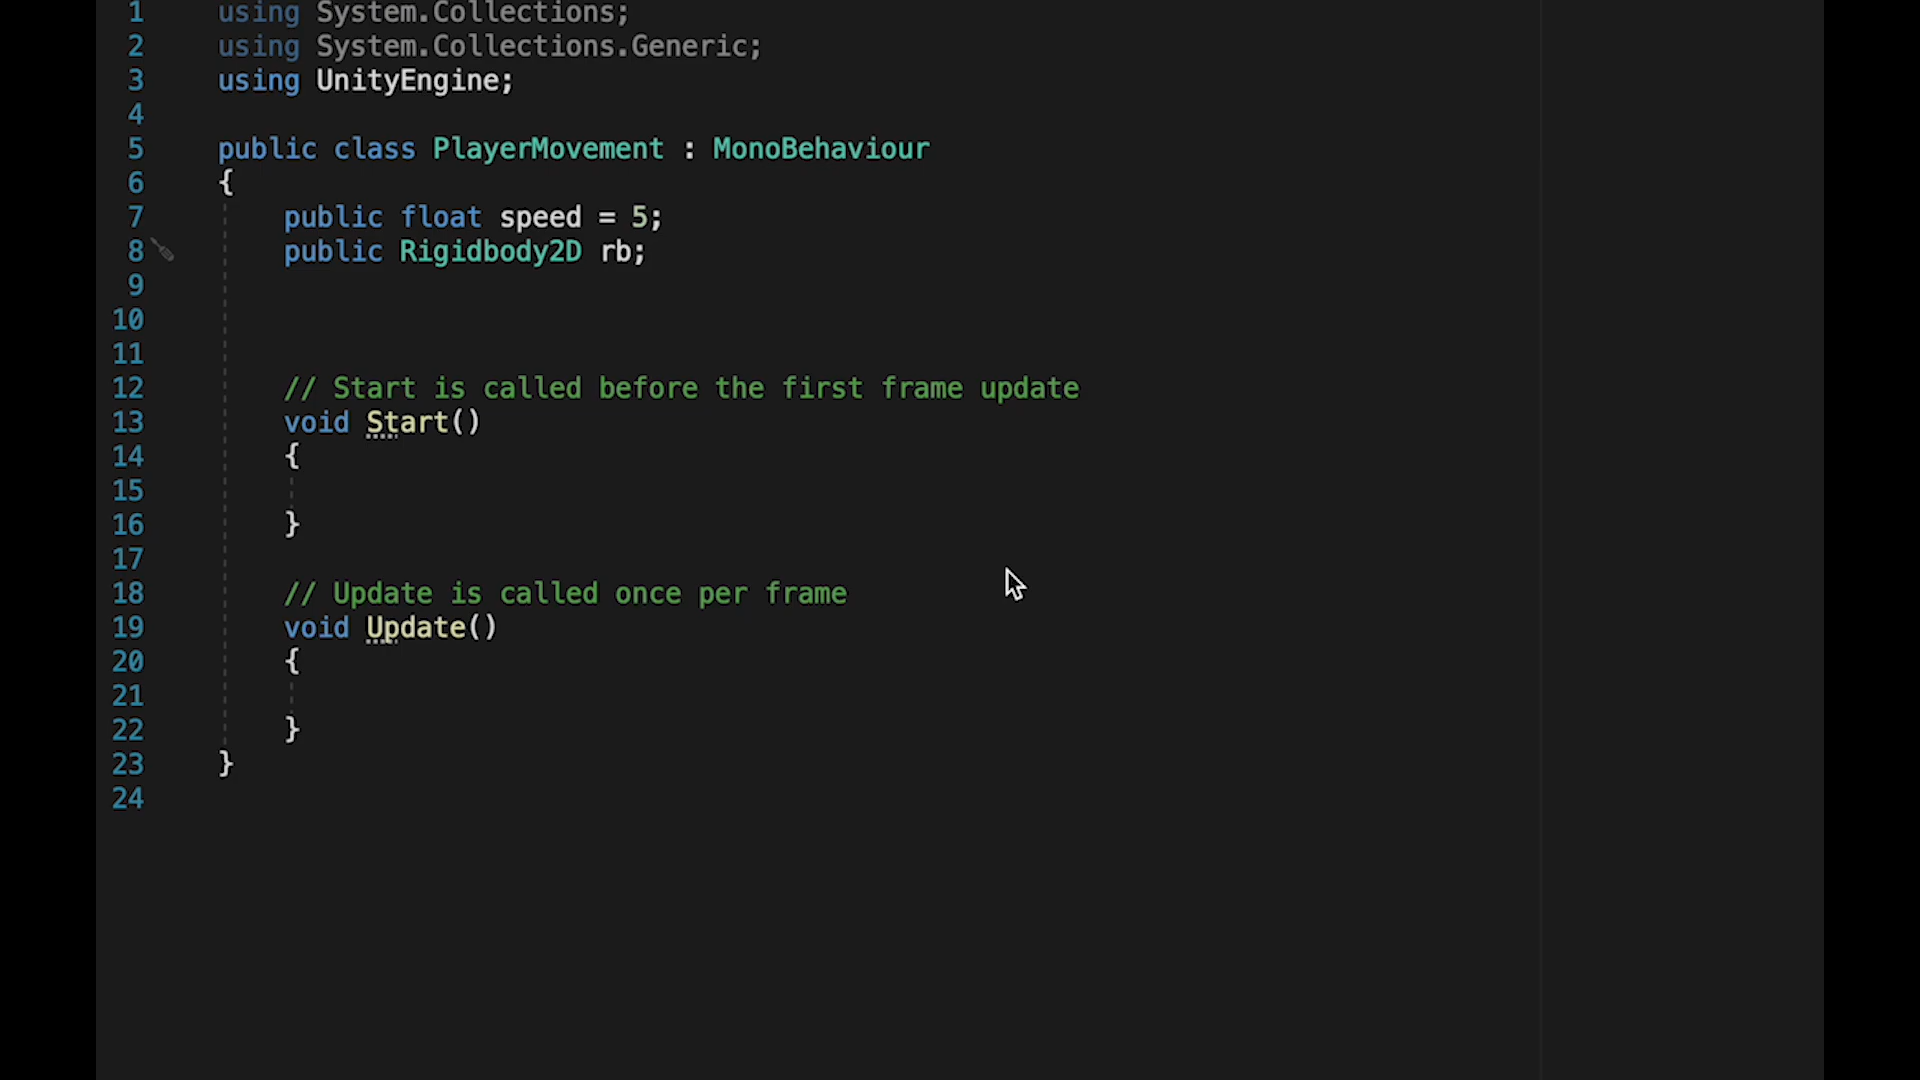 1 using System.Collections;
2 using System.Collections.Generic;
3 using UnityEngine;
4
5 public class PlayerMovement : MonoBehaviour
6 {
7 public float speed = 5;
8 public Rigidbody2D rb;
9
10
11
12 // Start is called before the first frame update
13 void Start()
14 {
15
16 }
17
18 // Update is called once per frame
19 void Update()
20 {
21
22 }
23 }
24